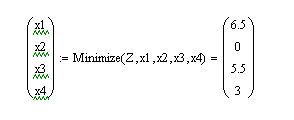 x1
x2
x3
x4
:= Minimize(Z,x1,x2,x3,x4) =
6.5
0
5.5
3